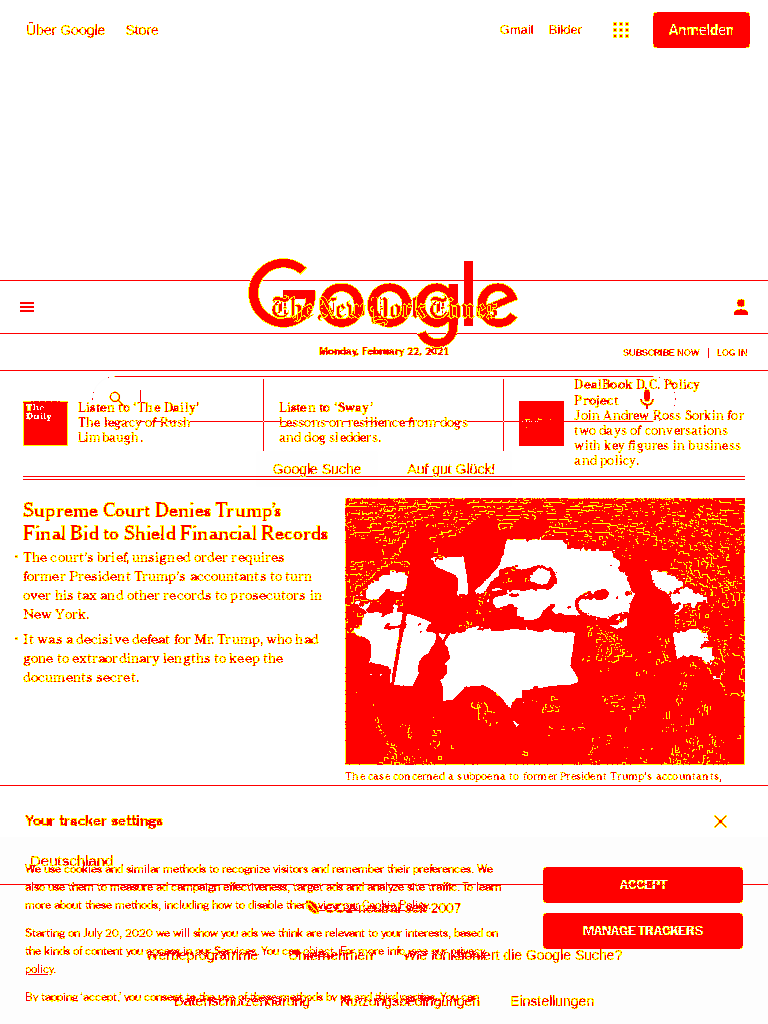 Über Google Store Gmail Bilder Anmelden
Google
The New York Times
Monday, February 22, 2021
SUBSCRIBE NOW | LOG IN
The Daily
Listen to ‘The Daily’
The legacy of Rush
Limbaugh.
Listen to ‘Sway’
Lessons on resilience from dogs
and dog sledders.
DealBook D.C. Policy
Project
Join Andrew Ross Sorkin for
two days of conversations
with key figures in business
and policy.
Google Suche Auf gut Glück!
Supreme Court Denies Trump’s
Final Bid to Shield Financial Records
The court’s brief, unsigned order requires
former President Trump’s accountants to turn
over his tax and other records to prosecutors in
New York.
It was a decisive defeat for Mr. Trump, who had
gone to extraordinary lengths to keep the
documents secret.
The case concerned a subpoena to former President Trump’s accountants,
Your tracker settings
Deutschland
We use cookies and similar methods to recognize visitors and remember their preferences. We
also use them to measure ad campaign effectiveness, target ads and analyze site traffic. To learn
more about these methods, including how to disable them, view our Cookie Policy.
seit 2007
Starting on July 20, 2020 we will show you ads we think are relevant to your interests, based on
the kinds of content you access in our Services. You can object. For more info, see our privacy
policy.
ACCEPT
MANAGE TRACKERS
Werbeprogramme Unternehmen Wie funktioniert die Google Suche?
By tapping ‘accept,’ you consent to the use of these methods by us and third parties. You can
Datenschutzerklärung Nutzungsbedingungen Einstellungen